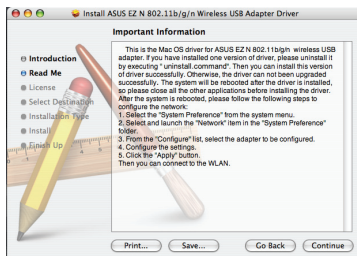 Install ASUS EZ N 802.11b/g/n Wireless USB Adapter Driver
Important Information
Introduction
Read Me
License
Select Destination
Installation Type
Install
Finish Up
This is the Mac OS driver for ASUS EZ N 802.11b/g/n wireless USB
adapter. If you have installed one version of driver, please uninstall it
by executing " uninstall.command". Then you can install this version
of driver successfully. Otherwise, the driver can not been upgraded
successfully. The system will be rebooted after the driver is installed,
so please close all the other applications before installing the driver.
After the system is rebooted, please follow the following steps to
configure the network:
1. Select the "System Preference" from the system menu.
2. Select and launch the "Network" item in the "System Preference"
folder.
3. From the "Configure" list, select the adapter to be configured.
4. Configure the settings.
5. Click the "Apply" button.
Then you can connect to the WLAN.
Print...
Save...
Go Back
Continue